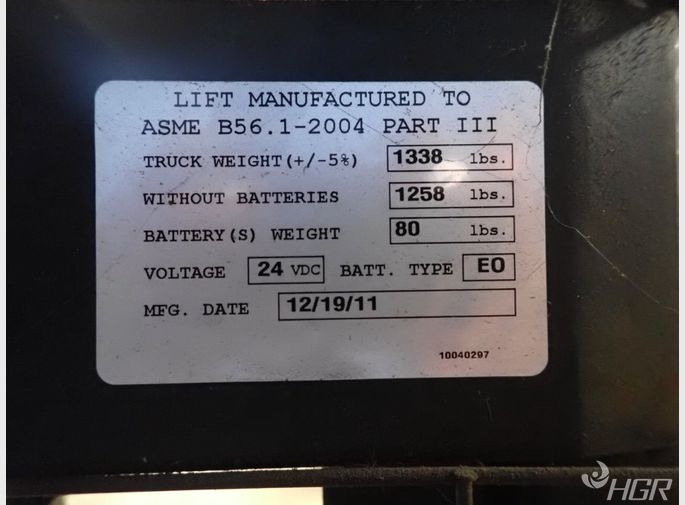 LIFT MANUFACTURED TO
ASME B56.1-2004 PART III
TRUCK WEIGHT(+/-5%) 1338 lbs.
WITHOUT BATTERIES 1258 lbs.
BATTERY(S) WEIGHT 80 lbs.
VOLTAGE 24 VDC BATT. TYPE EO
MFG. DATE 12/19/11
10040297
HGR